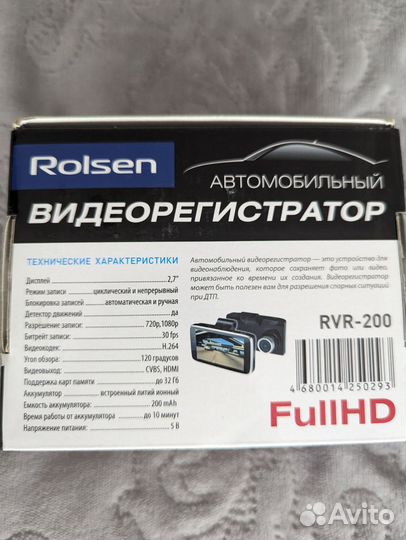 Rolsen
АВТОМОБИЛЬНЫЙ
ВИДЕОРЕГИСТРАТОР
ТЕХНИЧЕСКИЕ ХАРАКТЕРИСТИКИ
Дисплей 2,7"
Режим записи циклический и непрерывный
Блокировка записей автоматическая и ручная
Детектор движения да
Разрешение записи: 720p,1080p
Битрейт записи: 30 fps
Видеокодек: H.264
Угол обзора: 120 градусов
Видеовыход: CVBS, HDMI
Поддержка карт памяти до 32Гб
Аккумулятор встроенный литий ионный
Емкость аккумулятора: 200 mAh
Время работы от аккумулятора до 10 минут
Напряжение питания: 5 В
Автомобильный видеорегистратор — это устройство для
видеонаблюдения, которое сохраняет фото или видео,
привязанное ко времени их создания. Видеорегистратор
может быть полезен вам для разрешения спорных ситуаций
при ДТП.
RVR-200
4 680014 250293
FullHD
Avito